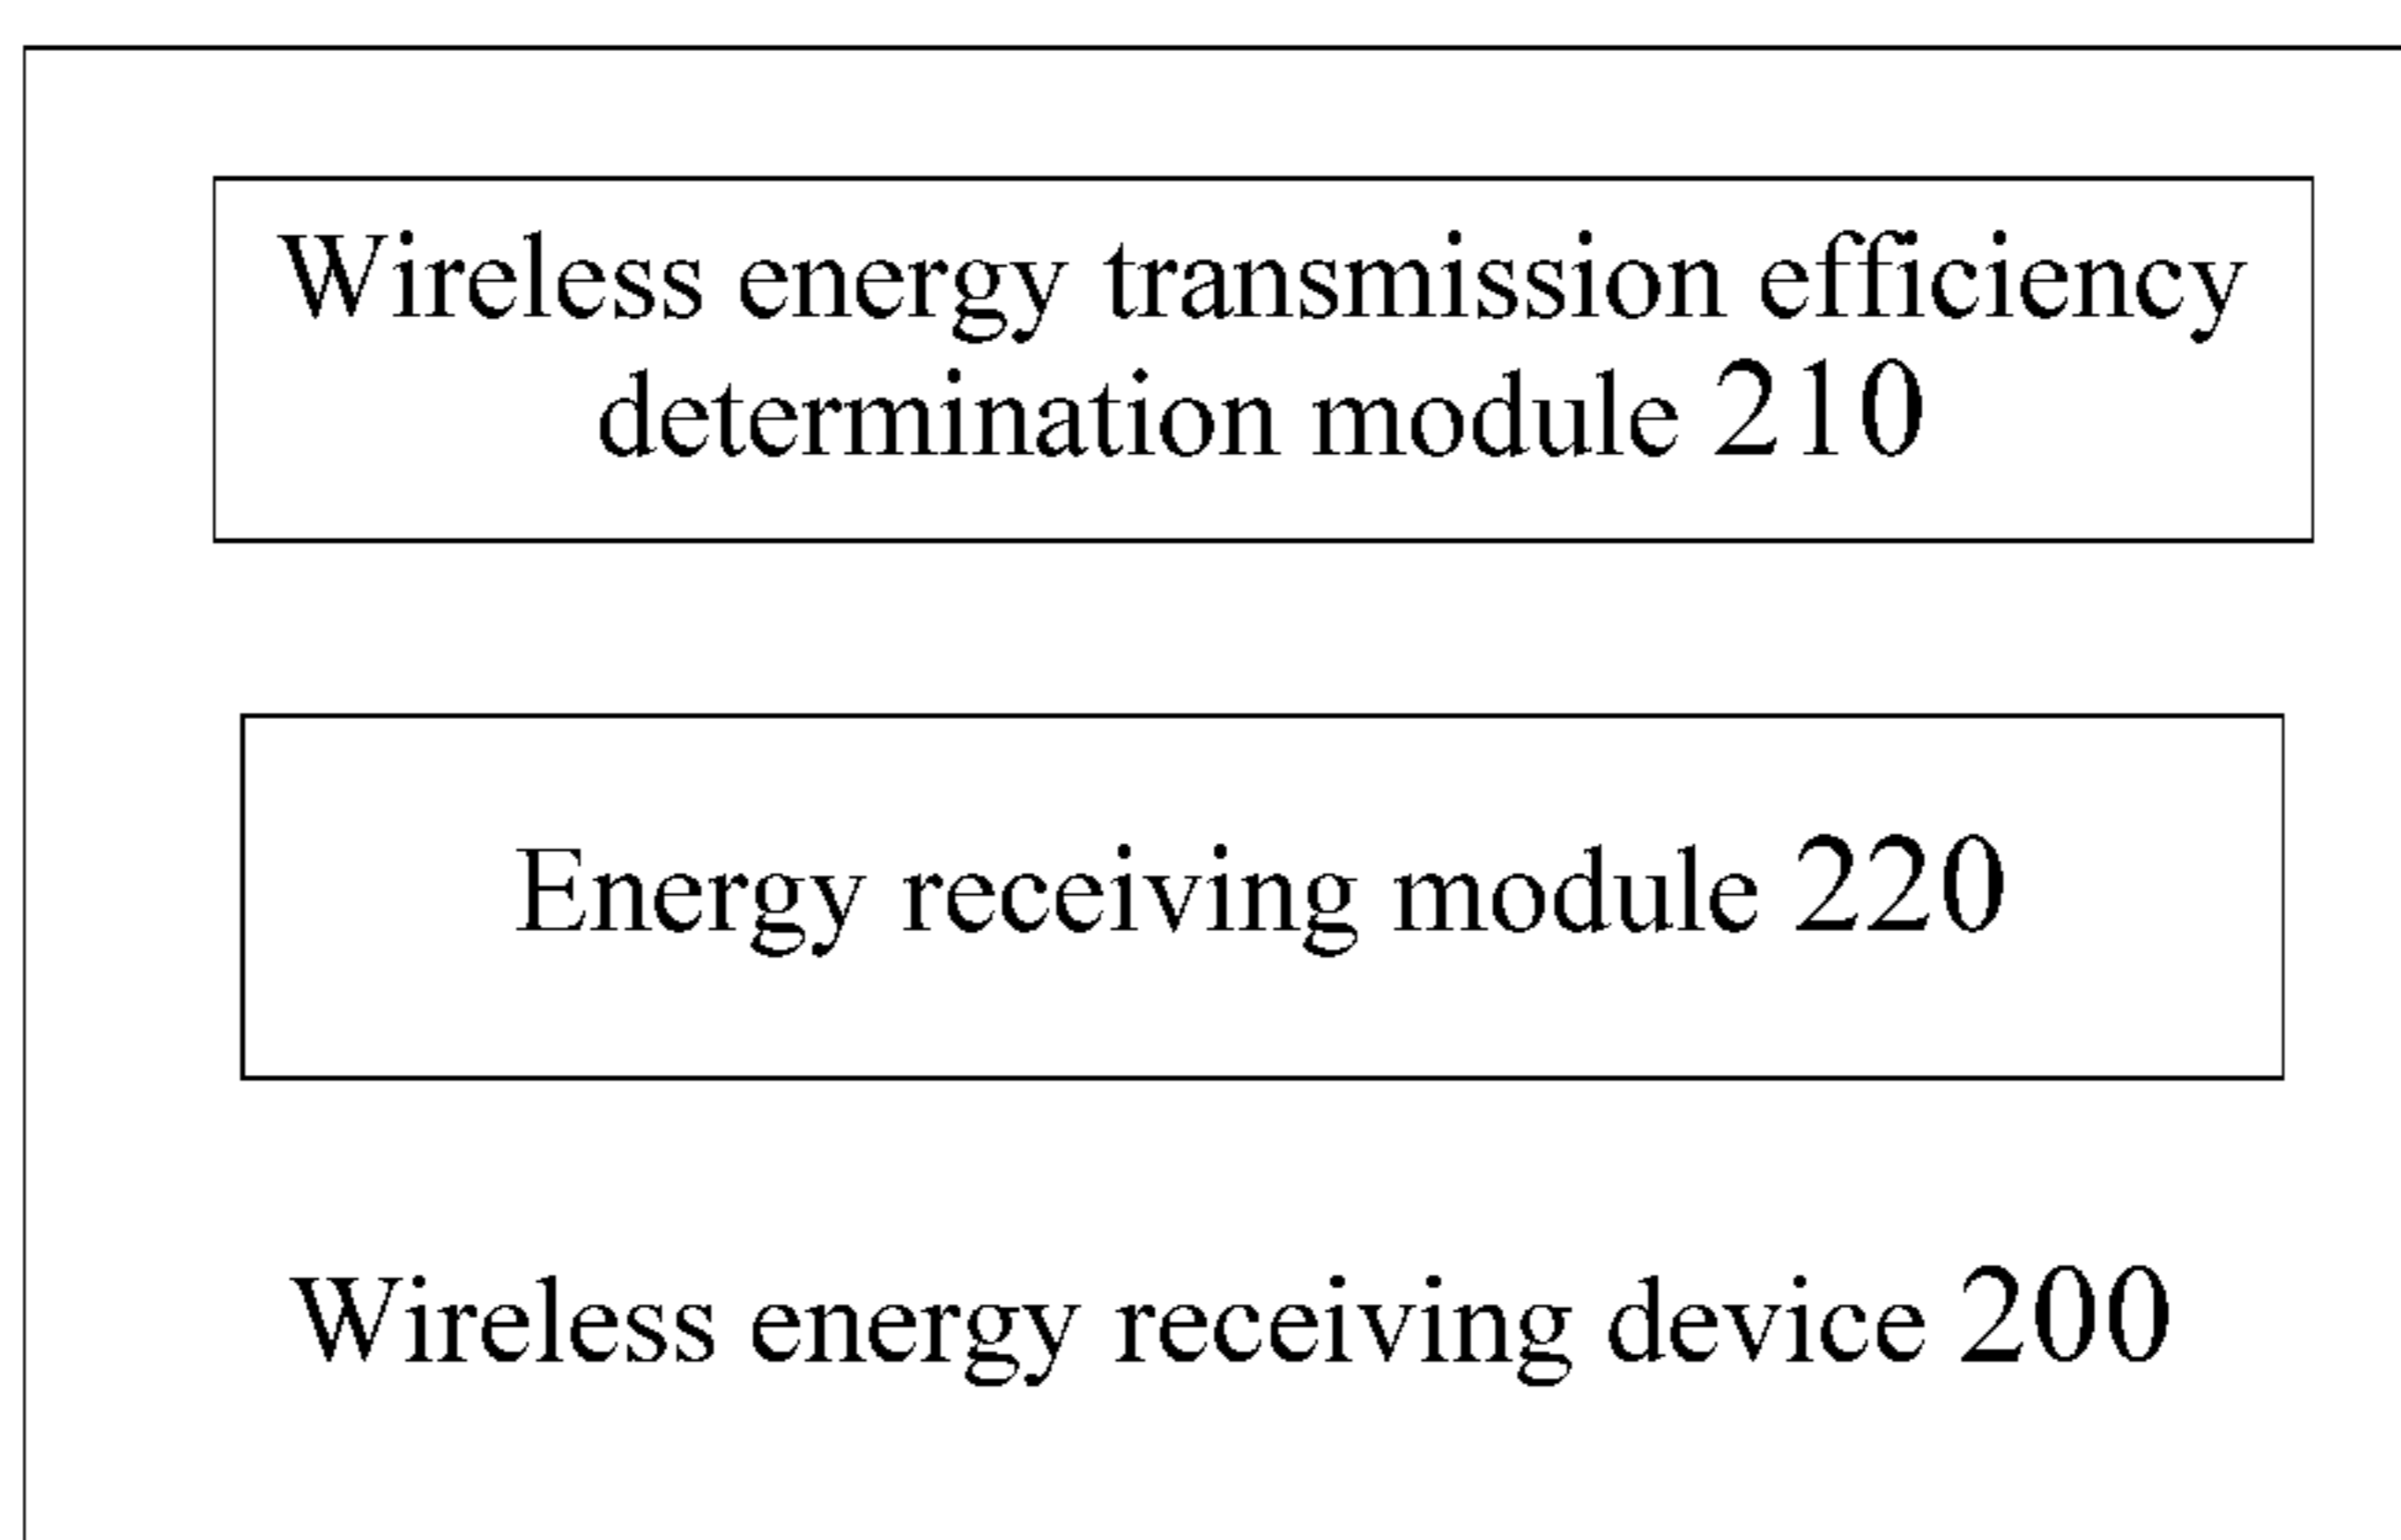 Wireless energy transmission efficiency
determination module 210
Energy receiving module 220
Wireless energy receiving device 200